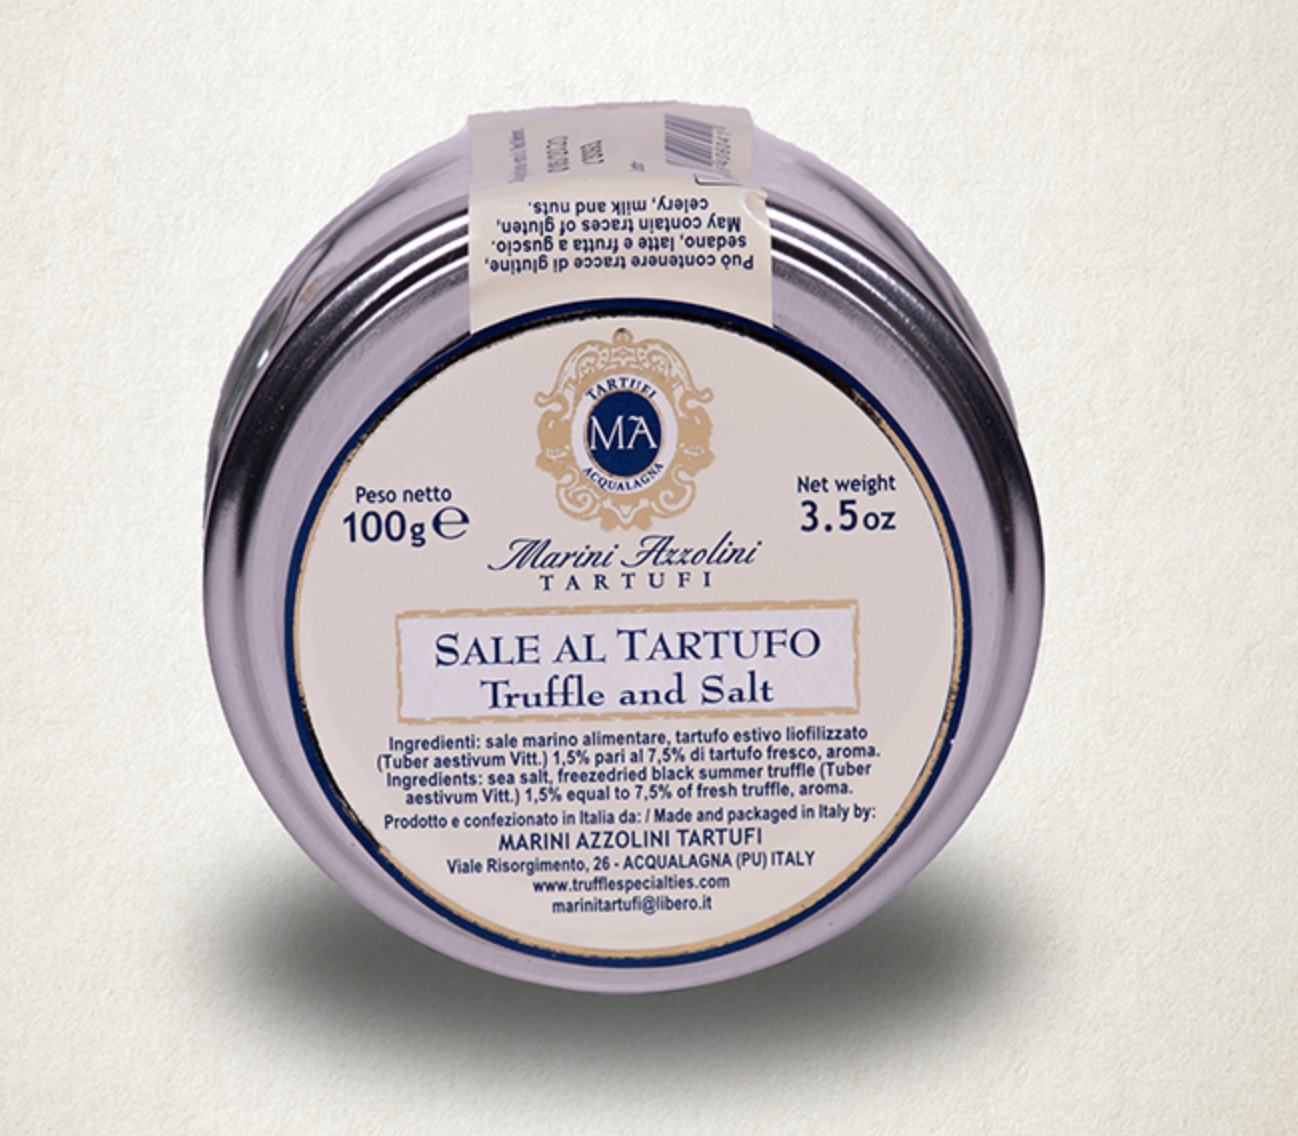 Può contenere tracce di glutine,
sedano, latte e frutta a guscio.
May contain traces of gluten,
celery, milk and nuts.
TARTUFI
MA
ACQUALAGNA
Peso netto
100g e
Net weight
3.5 oz
Marini Azzolini
TARTUFI
SALE AL TARTUFO
Truffle and Salt
Ingredienti: sale marino alimentare, tartufo estivo liofilizzato
(Tuber aestivum Vitt.) 1,5% pari al 7,5% di tartufo fresco, aroma.
Ingredients: sea salt, freezedried black summer truffle (Tuber
aestivum Vitt.) 1,5% equal to 7,5% of fresh truffle, aroma.
Prodotto e confezionato in Italia da: / Made and packaged in Italy by:
MARINI AZZOLINI TARTUFI
Viale Risorgimento, 26 - ACQUALAGNA (PU) ITALY
www.trufflespecialties.com
marinitartufi@libero.it